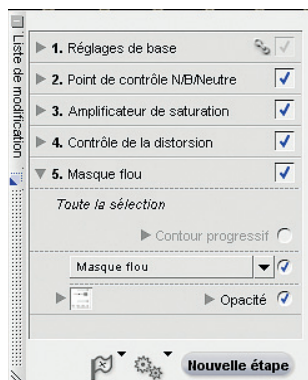 Liste de modification
1. Réglages de base
2. Point de contrôle N/B/Neutre
3. Amplificateur de saturation
4. Contrôle de la distorsion
5. Masque flou
Toute la sélection
Contour progressif
Masque flou
Opacité
Nouvelle étape